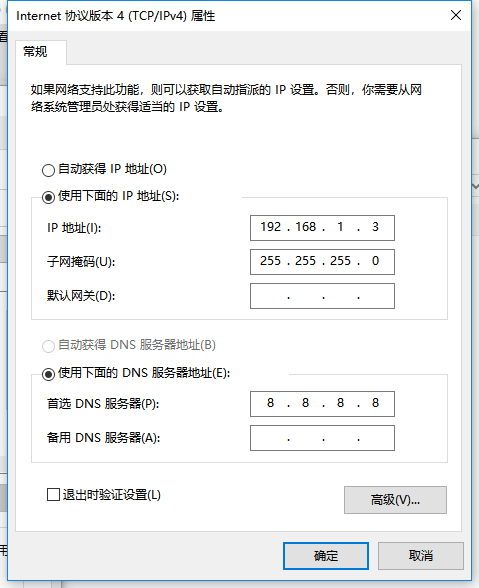 Internet 协议版本 4 (TCP/IPv4) 属性
常规
如果网络支持此功能，则可以获取自动指派的 IP 设置。否则，你需要从网
络系统管理员处获得适当的 IP 设置。
自动获得 IP 地址(O)
使用下面的 IP 地址(S):
IP 地址(I): 192 . 168 . 1 . 3
子网掩码(U): 255 . 255 . 255 . 0
默认网关(D): . . .
自动获得 DNS 服务器地址(B)
使用下面的 DNS 服务器地址(E):
首选 DNS 服务器(P): 8 . 8 . 8 . 8
备用 DNS 服务器(A): . . .
退出时验证设置(L)
高级(V)...
确定 取消